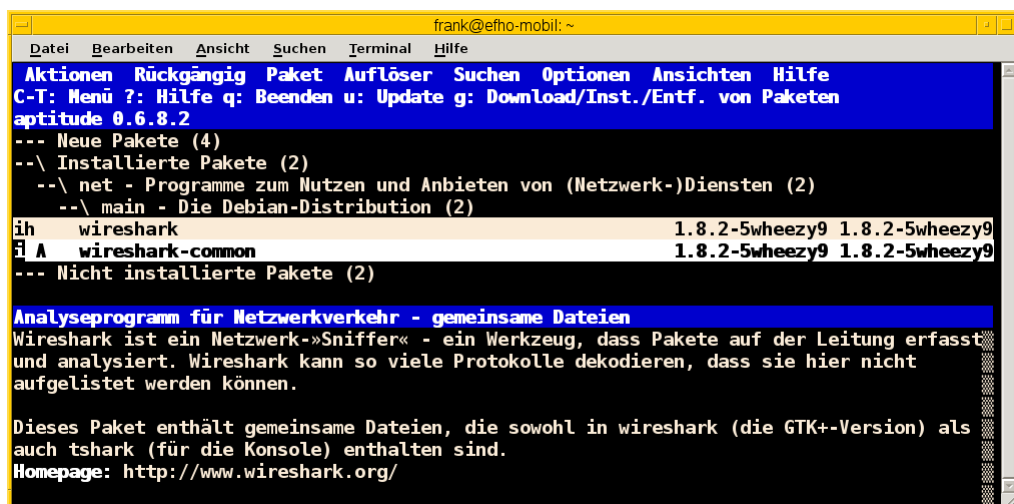 frank@efho-mobil: ~
Datei Bearbeiten Ansicht Suchen Terminal Hilfe
Aktionen Rückgängig Paket Auflöser Suchen Optionen Ansichten Hilfe
C-T: Menü ?: Hilfe q: Beenden u: Update g: Download/Inst./Entf. von Paketen
aptitude 0.6.8.2
--- Neue Pakete (4)
--\ Installierte Pakete (2)
--\ net - Programme zum Nutzen und Anbieten von (Netzwerk-)Diensten (2)
--\ main - Die Debian-Distribution (2)
ih wireshark 1.8.2-5wheezy9 1.8.2-5wheezy9
i A wireshark-common 1.8.2-5wheezy9 1.8.2-5wheezy9
--- Nicht installierte Pakete (2)
Analyseprogramm für Netzwerkverkehr - gemeinsame Dateien
Wireshark ist ein Netzwerk-»Sniffer« - ein Werkzeug, dass Pakete auf der Leitung erfasst
und analysiert. Wireshark kann so viele Protokolle dekodieren, dass sie hier nicht
aufgelistet werden können.
Dieses Paket enthält gemeinsame Dateien, die sowohl in wireshark (die GTK+-Version) als
auch tshark (für die Konsole) enthalten sind.
Homepage: http://www.wireshark.org/